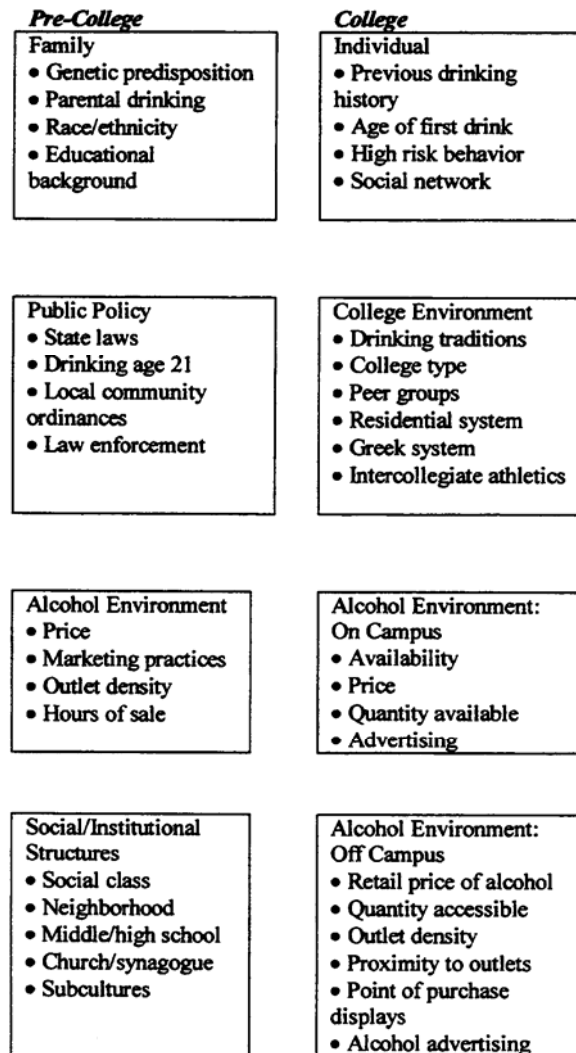 Pre-College
Family
• Genetic predisposition
• Parental drinking
• Race/ethnicity
• Educational
background
Public Policy
• State laws
• Drinking age 21
• Local community
ordinances
• Law enforcement
Alcohol Environment
• Price
• Marketing practices
• Outlet density
• Hours of sale
Social/Institutional
Structures
• Social class
• Neighborhood
• Middle/high school
• Church/synagogue
• Subcultures
College
Individual
• Previous drinking
history
• Age of first drink
• High risk behavior
• Social network
College Environment
• Drinking traditions
• College type
• Peer groups
• Residential system
• Greek system
• Intercollegiate athletics
Alcohol Environment:
On Campus
• Availability
• Price
• Quantity available
• Advertising
Alcohol Environment:
Off Campus
• Retail price of alcohol
• Quantity accessible
• Outlet density
• Proximity to outlets
• Point of purchase
displays
• Alcohol advertising